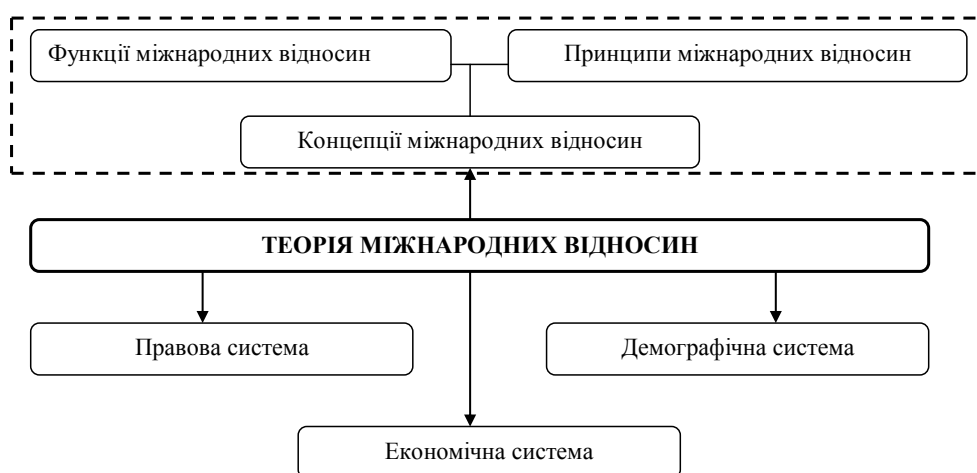 Функції міжнародних відносин
Принципи міжнародних відносин
Концепції міжнародних відносин
ТЕОРІЯ МІЖНАРОДНИХ ВІДНОСИН
Правова система
Демографічна система
Економічна система